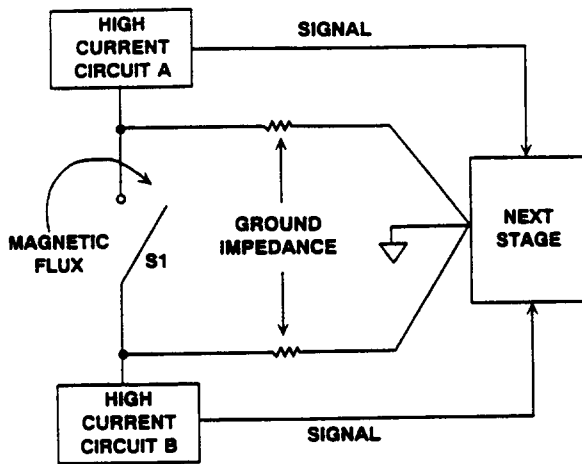 HIGH
CURRENT
CIRCUIT A
SIGNAL
MAGNETIC
FLUX
S1
GROUND
IMPEDANCE
NEXT
STAGE
HIGH
CURRENT
CIRCUIT B
SIGNAL